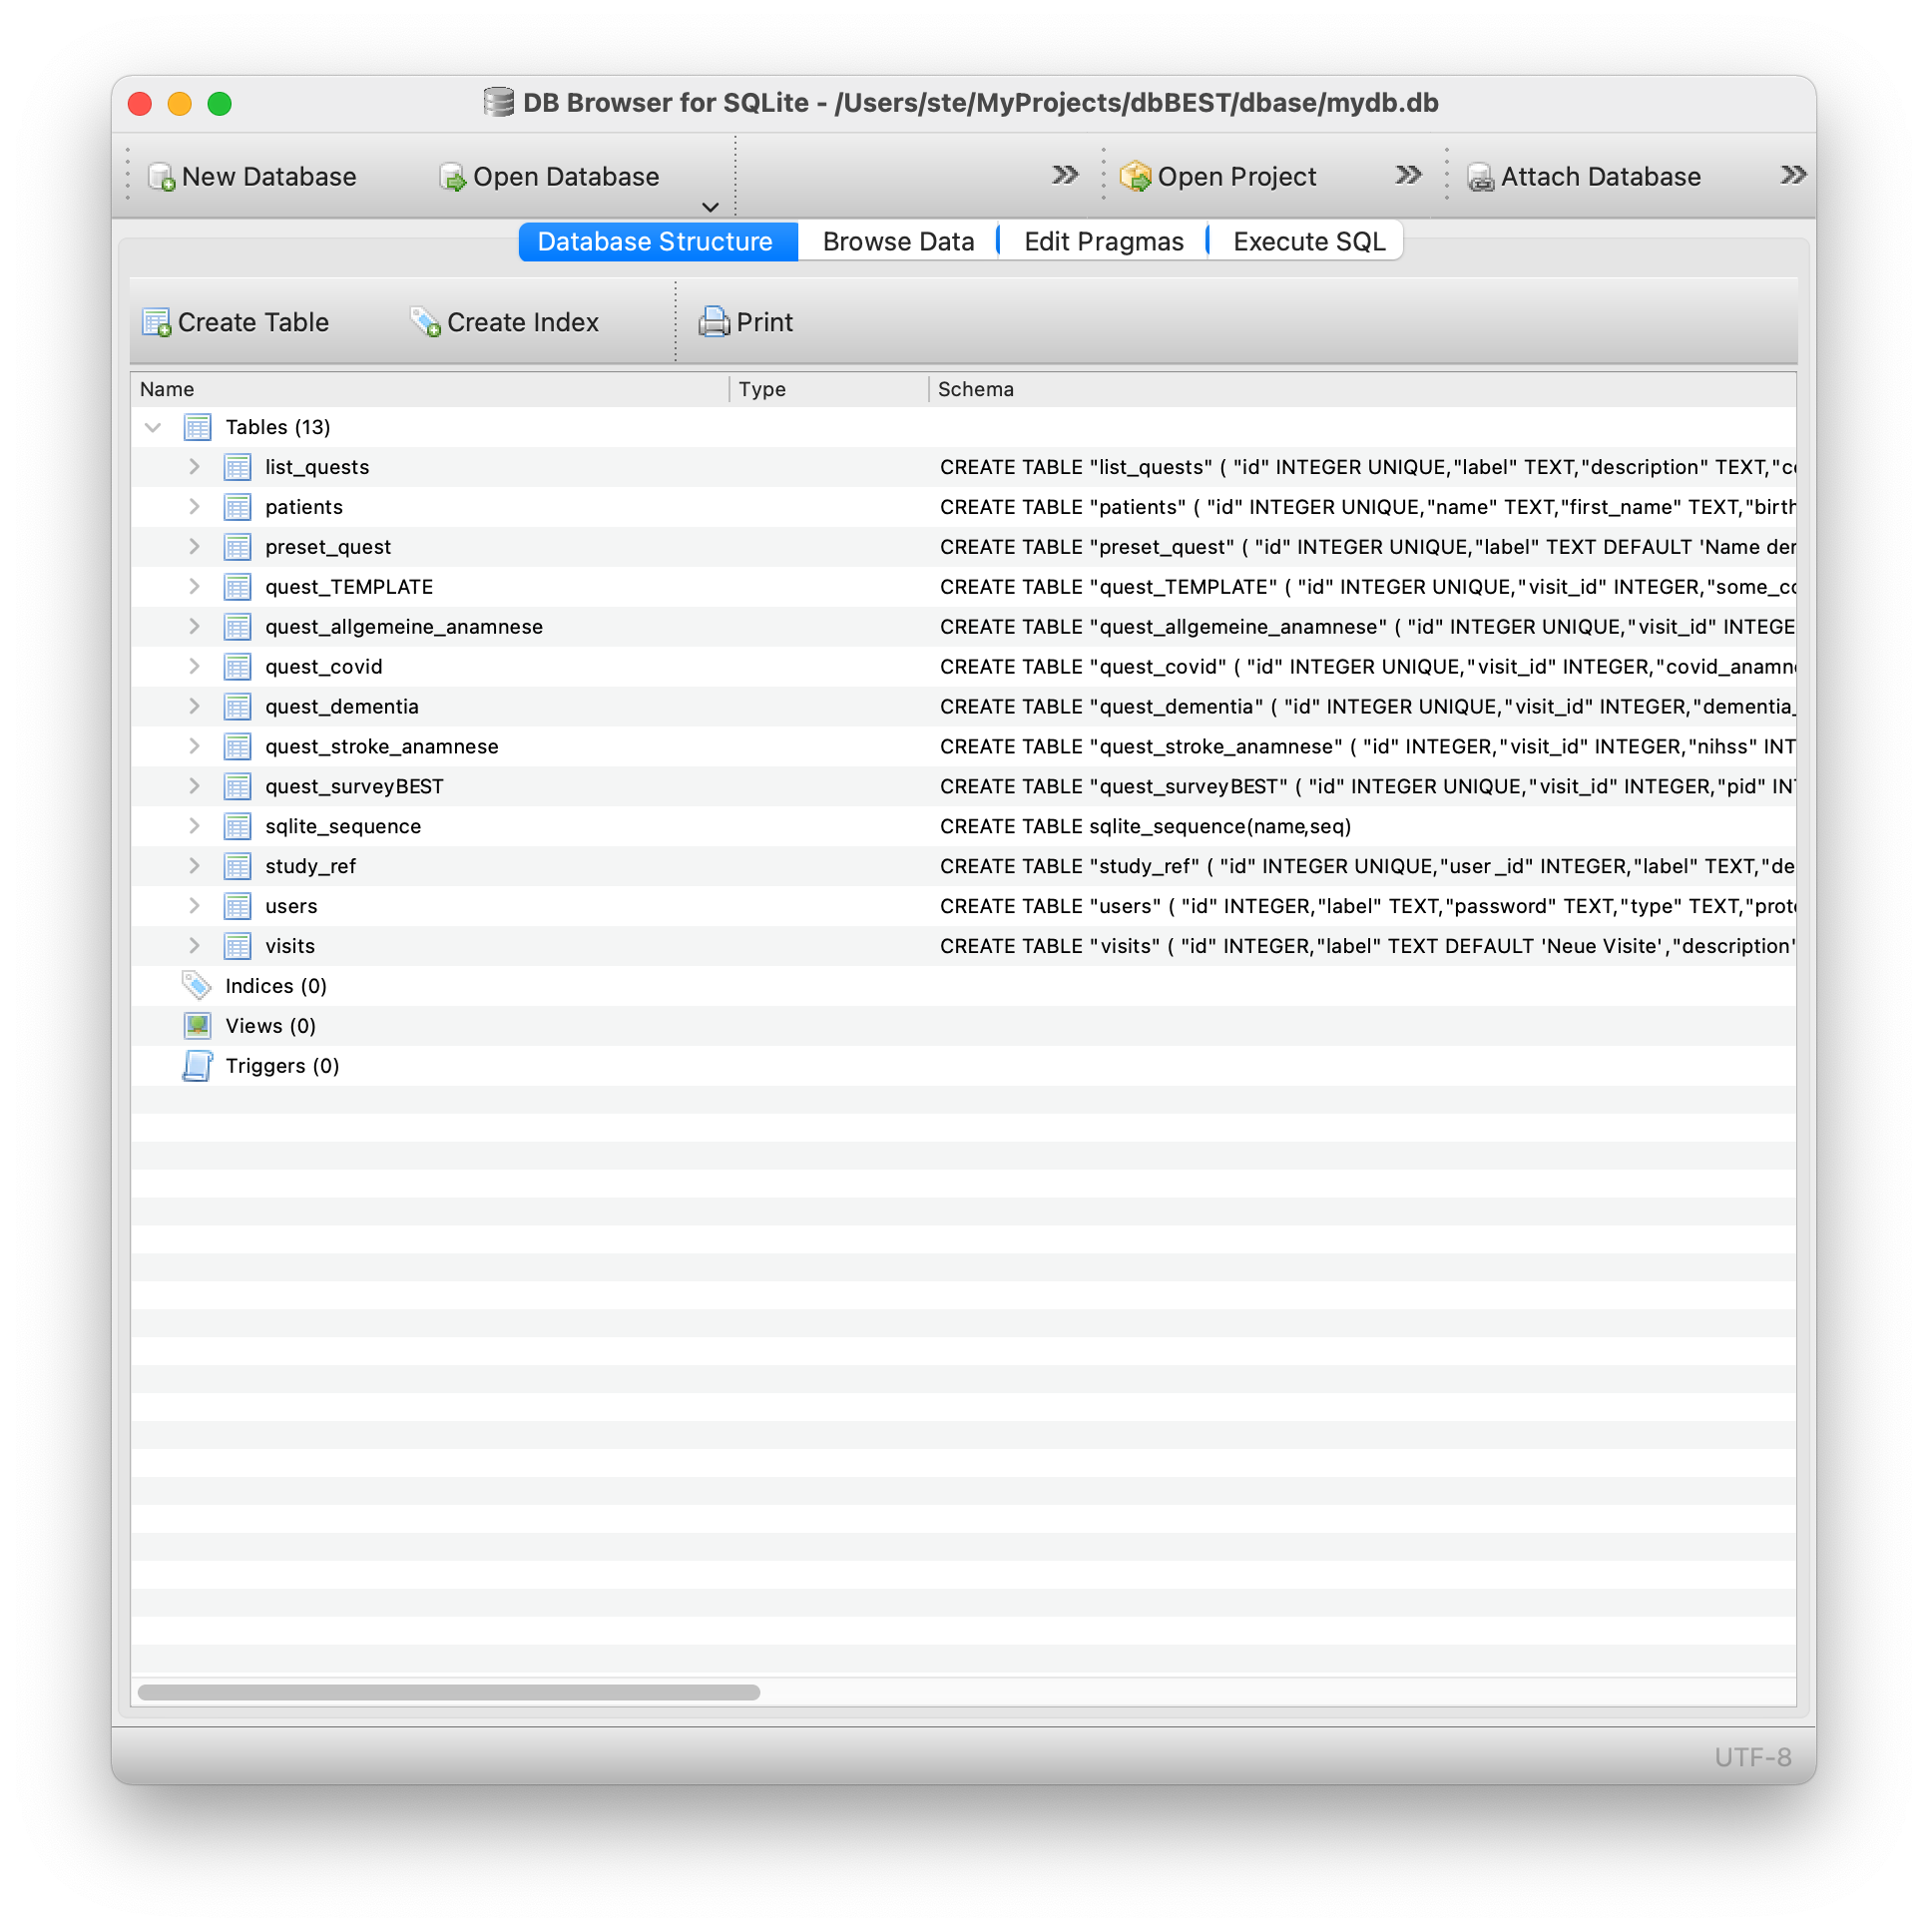 DB Browser for SQLite - /Users/ste/MyProjects/dbBEST/dbase/mydb.db
New Database Open Database Open Project Attach Database
Database Structure Browse Data Edit Pragmas Execute SQL
Create Table Create Index Print
Name Type Schema
Tables (13)
list_quests CREATE TABLE "list_quests" ( "id" INTEGER UNIQUE,"label" TEXT,"description" TEXT,"c
patients CREATE TABLE "patients" ( "id" INTEGER UNIQUE,"name" TEXT,"first_name" TEXT,"birth
preset_quest CREATE TABLE "preset_quest" ( "id" INTEGER UNIQUE,"label" TEXT DEFAULT 'Name der
quest_TEMPLATE CREATE TABLE "quest_TEMPLATE" ( "id" INTEGER UNIQUE,"visit_id" INTEGER,"some_co
quest_allgemeine_anamnese CREATE TABLE "quest_allgemeine_anamnese" ( "id" INTEGER UNIQUE,"visit_id" INTEGE
quest_covid CREATE TABLE "quest_covid" ( "id" INTEGER UNIQUE,"visit_id" INTEGER,"covid_anamn
quest_dementia CREATE TABLE "quest_dementia" ( "id" INTEGER UNIQUE,"visit_id" INTEGER,"dementia_
quest_stroke_anamnese CREATE TABLE "quest_stroke_anamnese" ( "id" INTEGER,"visit_id" INTEGER,"nihss" INT
quest_surveyBEST CREATE TABLE "quest_surveyBEST" ( "id" INTEGER UNIQUE,"visit_id" INTEGER,"pid" IN
sqlite_sequence CREATE TABLE sqlite_sequence(name,seq)
study_ref CREATE TABLE "study_ref" ( "id" INTEGER UNIQUE,"user_id" INTEGER,"label" TEXT,"de
users CREATE TABLE "users" ( "id" INTEGER,"label" TEXT,"password" TEXT,"type" TEXT,"prot
visits CREATE TABLE "visits" ( "id" INTEGER,"label" TEXT DEFAULT 'Neue Visite',"description"
Indices (0)
Views (0)
Triggers (0)
UTF-8